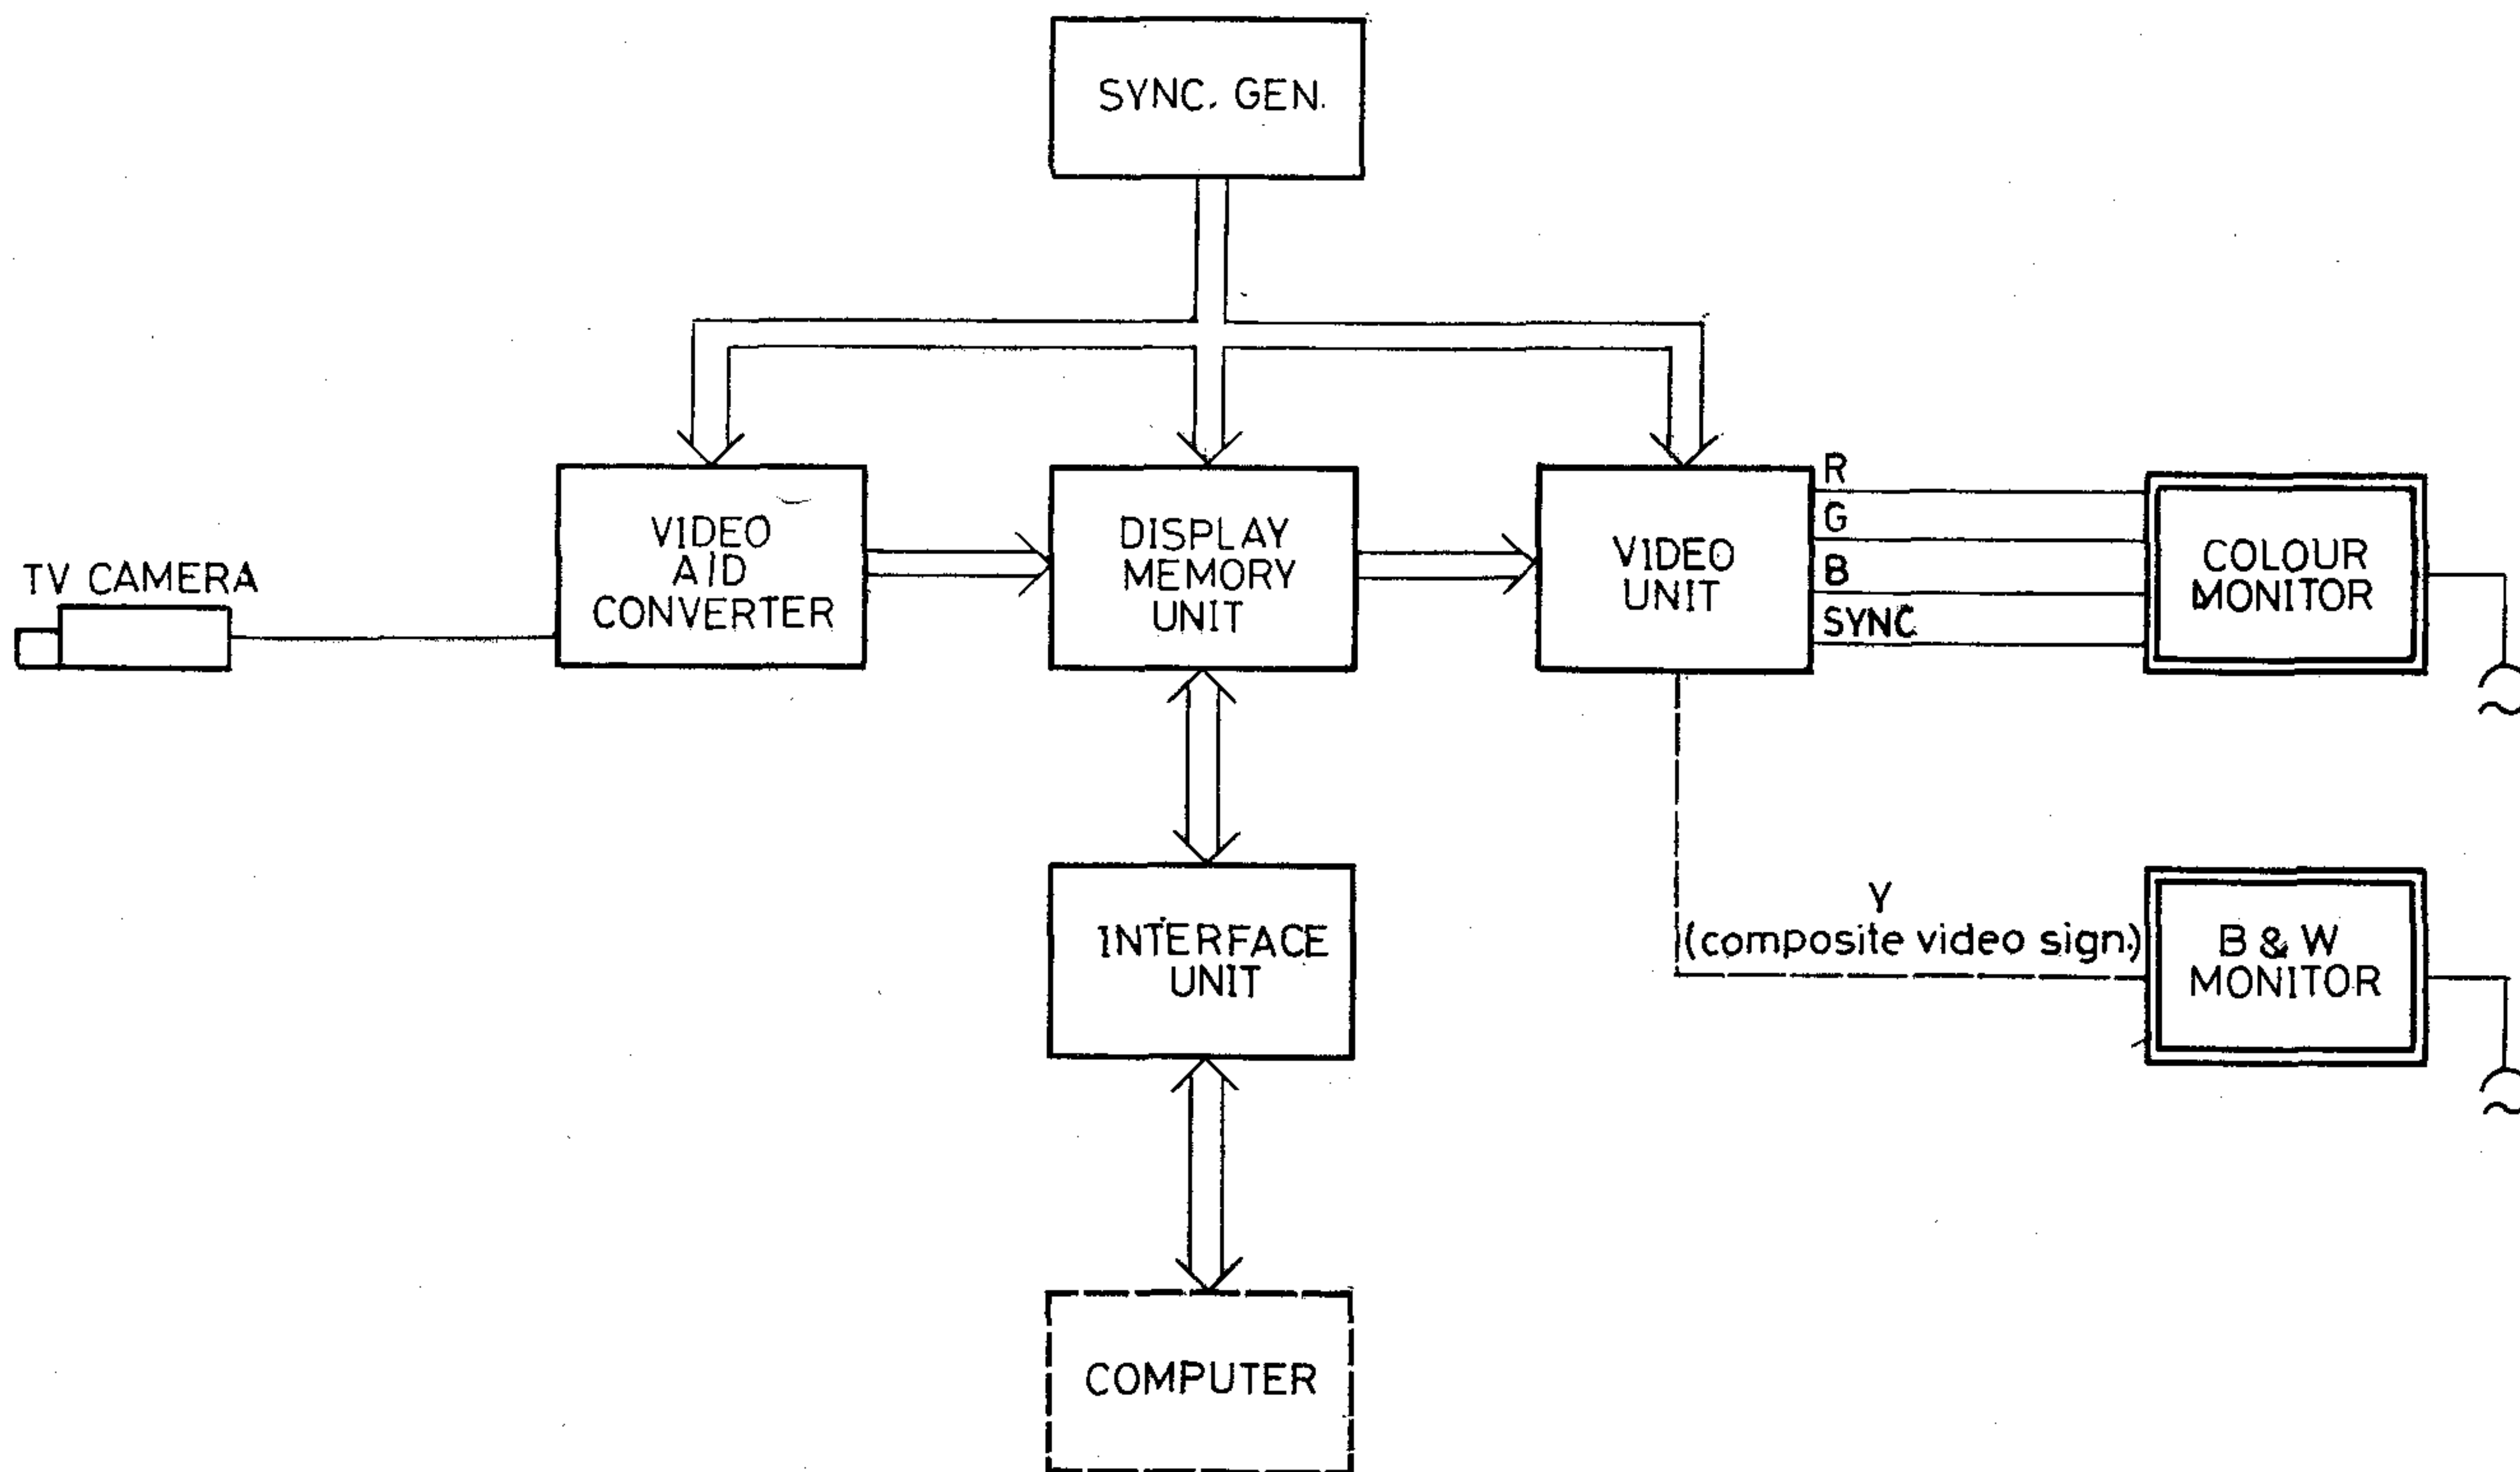 SYNC. GEN.
TV CAMERA
VIDEO
A/D
CONVERTER
DISPLAY
MEMORY
UNIT
VIDEO
UNIT
R
G
B
SYNC
COLOUR
MONITOR
INTERFACE
UNIT
Y
(composite video sign.)
B & W
MONITOR
COMPUTER